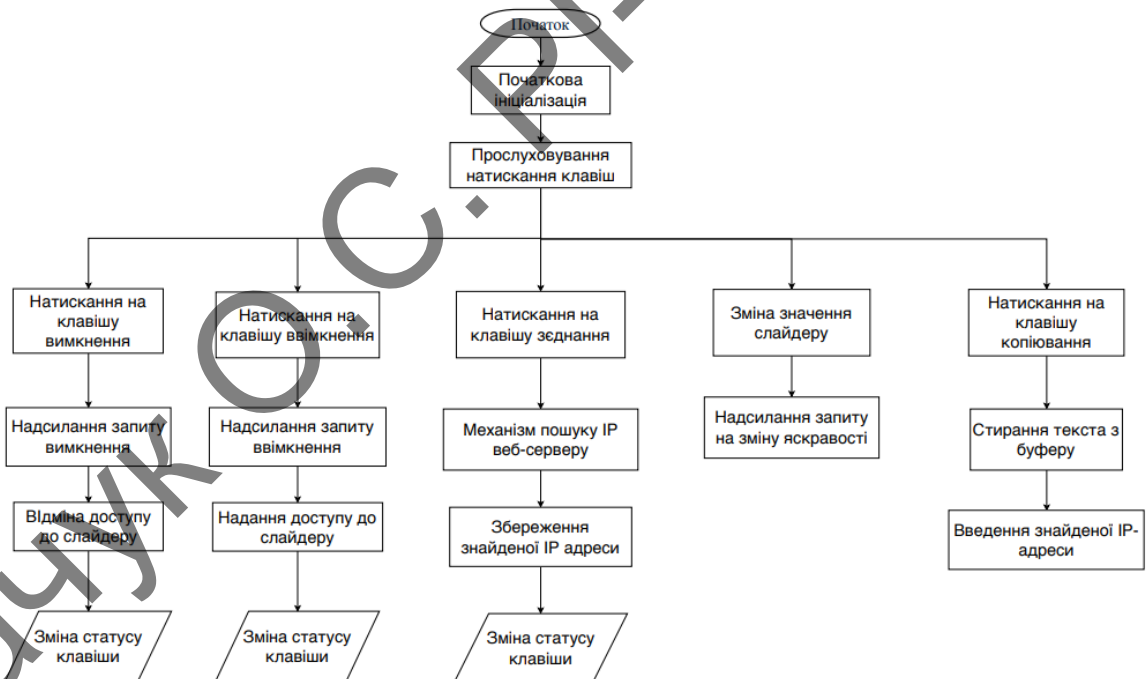 Початок
Початкова
ініціалізація
Прослуховування
натискання клавіш
Натискання на
клавішу
вимкнення
Натискання на
клавішу ввімкнення
Натискання на
клавішу зєднання
Зміна значення
слайдеру
Натискання на
клавішу
копіювання
Надсилання запиту
вимкнення
Надсилання запиту
ввімкнення
Механізм пошуку IP
веб-серверу
Надсилання запиту
на зміну яскравості
Стирання текста з
буферу
ВІдміна доступу
до слайдеру
Надання доступу до
слайдеру
Збереження
знайденої IP адреси
Введення знайденої IP-
адреси
Зміна статусу
клавіши
Зміна статусу
клавіши
Зміна статусу
клавіши
О.С.